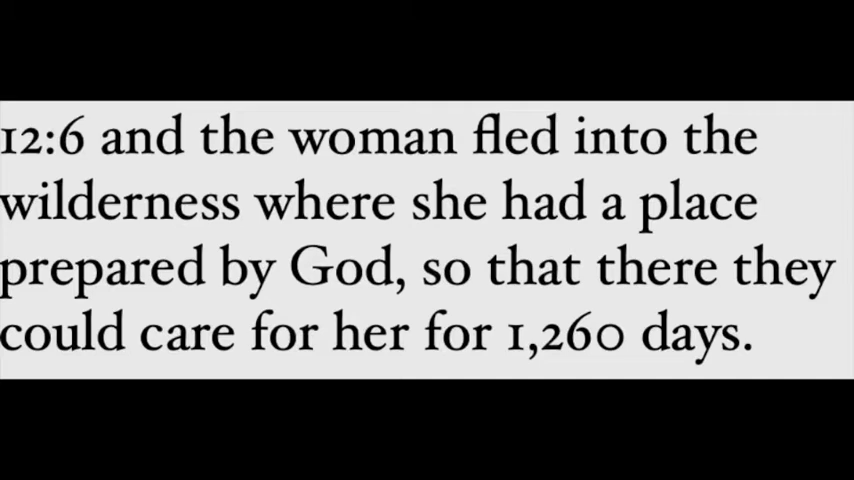 12:6 and the woman fled into the
wilderness where she had a place
prepared by God, so that there they
could care for her for 1,260 days.